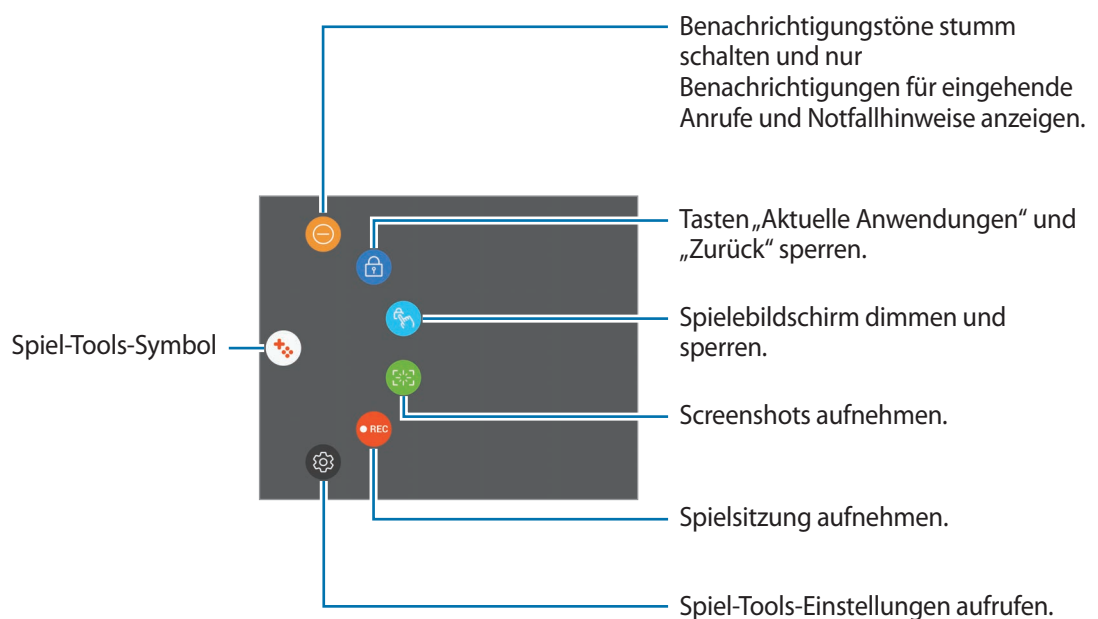 Benachrichtigungstöne stumm
schalten und nur
Benachrichtigungen für eingehende
Anrufe und Notfallhinweise anzeigen.
Tasten „Aktuelle Anwendungen“ und
„Zurück“ sperren.
Spielebildschirm dimmen und
sperren.
Spiel-Tools-Symbol
Screenshots aufnehmen.
REC
Spielsitzung aufnehmen.
Spiel-Tools-Einstellungen aufrufen.